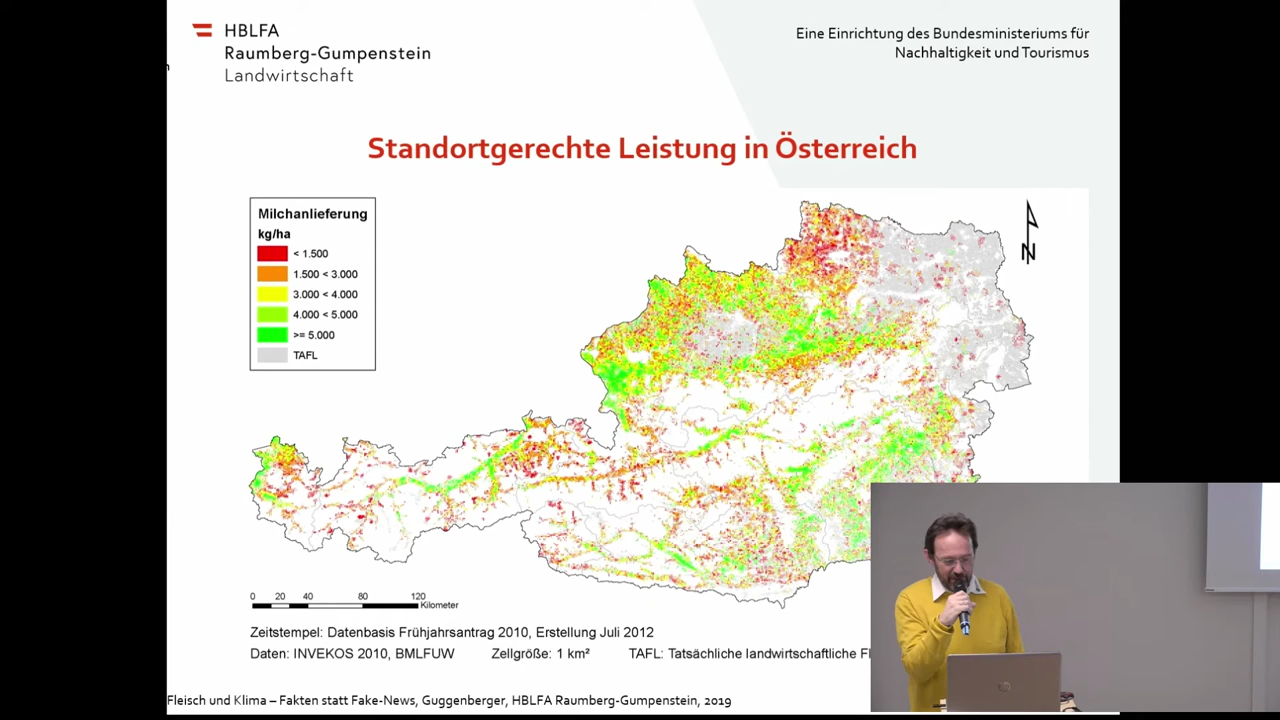 HBLFA
Raumberg-Gumpenstein
Landwirtschaft
Eine Einrichtung des Bundesministeriums für
Nachhaltigkeit und Tourismus
Standortgerechte Leistung in Österreich
Milchanlieferung
kg/ha
< 1.500
1.500 < 3.000
3.000 < 4.000
4.000 < 5.000
>= 5.000
TAFL
N
0 20 40 80 120
Kilometer
Zeitstempel: Datenbasis Frühjahrsantrag 2010, Erstellung Juli 2012
Daten: INVEKOS 2010, BMLFUW Zellgröße: 1 km² TAFL: Tatsächliche landwirtschaftliche
Fleisch und Klima – Fakten statt Fake-News, Guggenberger, HBLFA Raumberg-Gumpenstein, 2019